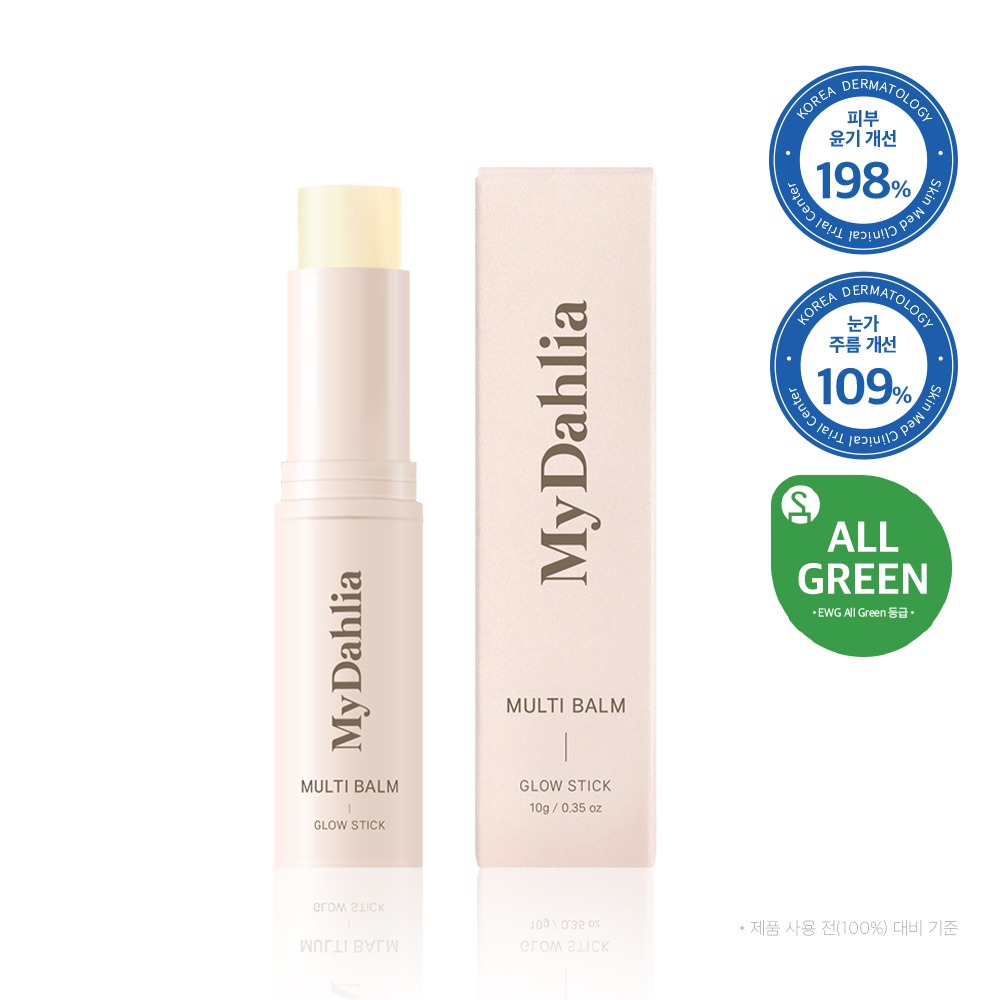 MyDahlia
MULTI BALM
GLOW STICK
MyDahlia
MULTI BALM
GLOW STICK
10g / 0.35 oz
KOREA DERMATOLOGY
피부
윤기 개선
198%
Skin Med Clinical Trial Center
KOREA DERMATOLOGY
눈가
주름 개선
109%
Skin Med Clinical Trial Center
ALL
GREEN
• EWG All Green 등급 •
• 제품 사용 전(100%) 대비 기준